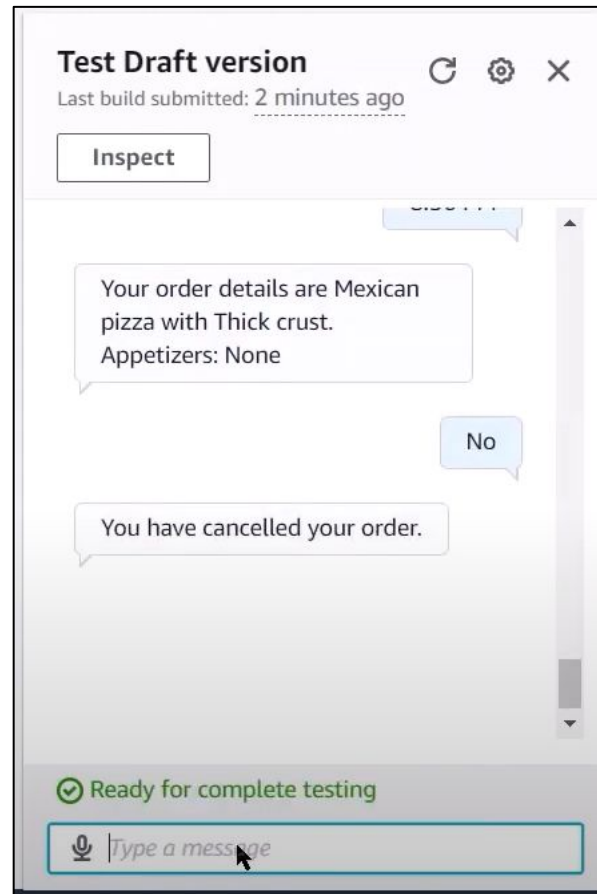 Test Draft version
Last build submitted: 2 minutes ago
Inspect
Your order details are Mexican
pizza with Thick crust.
Appetizers: None
No
You have cancelled your order.
Ready for complete testing
Type a message